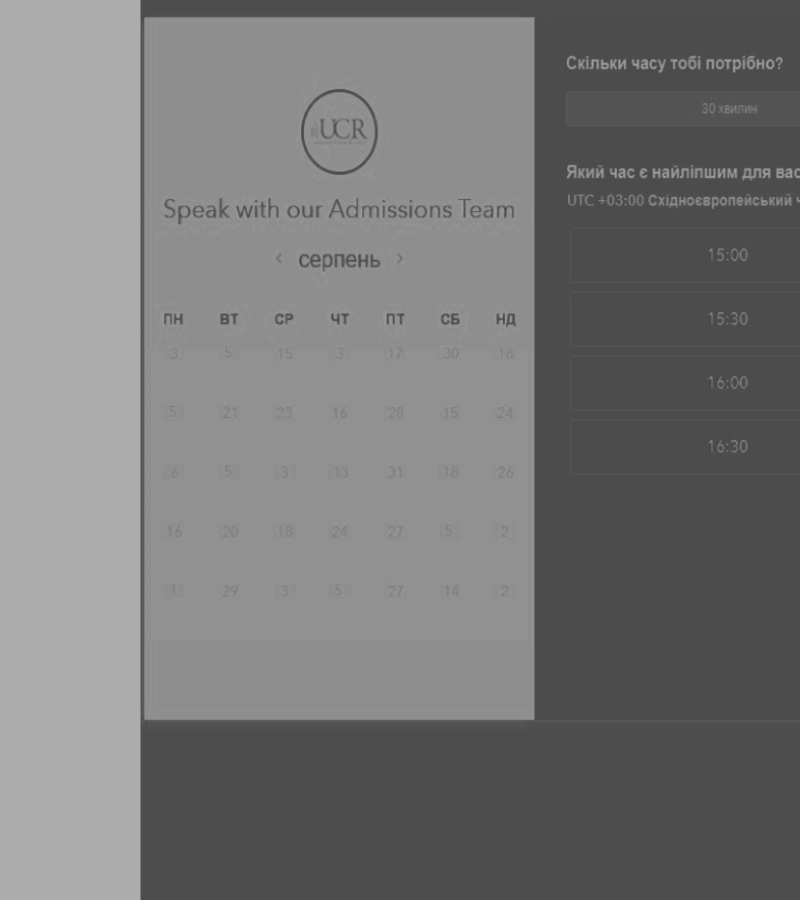 UCR
Speak with our Admissions Team
‹ серпень ›
ПН ВТ СР ЧТ ПТ СБ НД
3 5 15 3 17 30 18
5 21 23 16 28 15 24
6 5 3 13 31 18 26
16 20 18 24 27 5 2
1 29 3 5 27 14 2
Скільки часу тобі потрібно?
30 хвилин
Який час є найліпшим для вас
UTC +03:00 Східноєвропейський ч
15:00
15:30
16:00
16:30